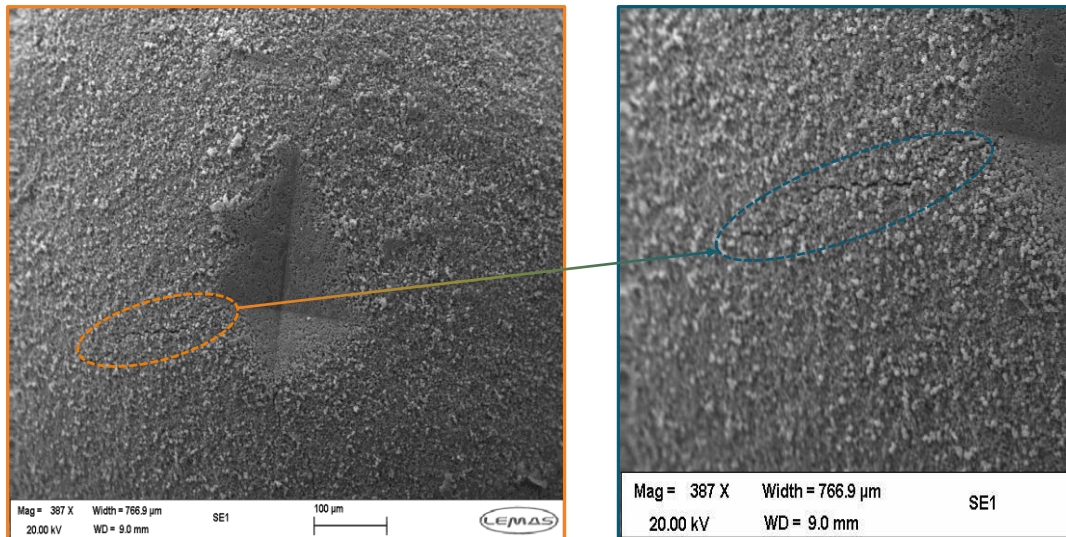 Mag = 387 X Width = 766.9 µm SE1 100 µm
20.00 kV WD = 9.0 mm LEMAS
Mag = 387 X Width = 766.9 µm SE1
20.00 kV WD = 9.0 mm